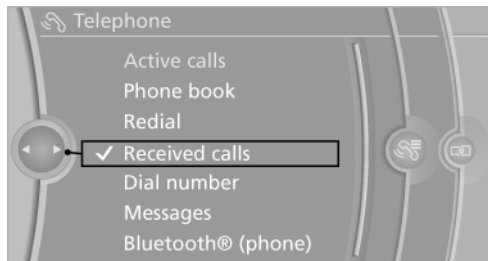 Telephone
Active calls
Phone book
Redial
Received calls
Dial number
Messages
Bluetooth® (phone)